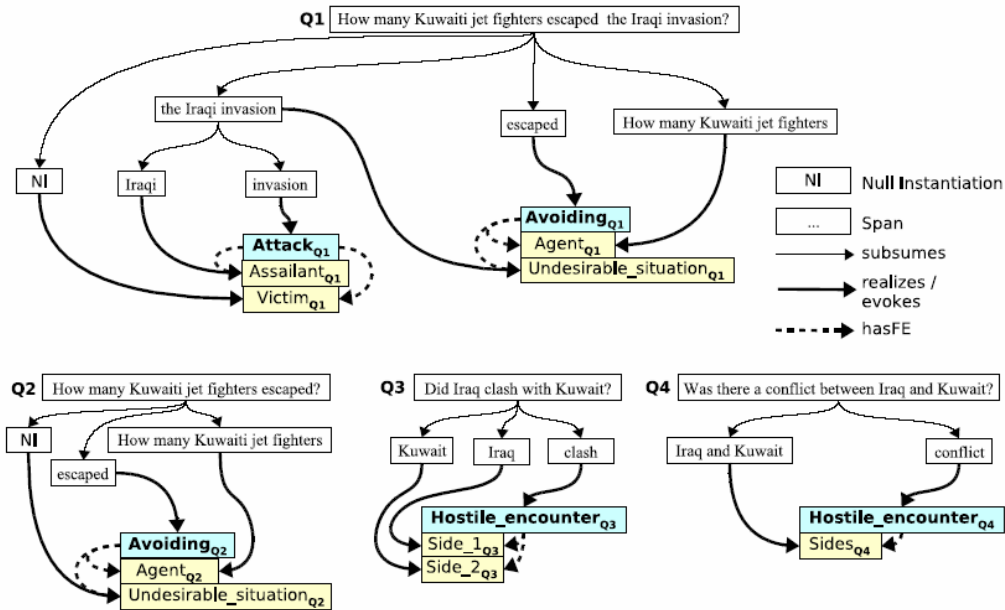 Q1 How many Kuwaiti jet fighters escaped the Iraqi invasion?
the Iraqi invasion
escaped
How many Kuwaiti jet fighters
NI
Iraqi
invasion
NI Null Instantiation
... Span
subsumes
realizes /
evokes
hasFE
Avoiding Q1
Agent Q1
Undesirable_situation Q1
Attack Q1
Assailant Q1
Victim Q1
Q2 How many Kuwaiti jet fighters escaped?
NI
How many Kuwaiti jet fighters
escaped
Avoiding Q2
Agent Q2
Undesirable_situation Q2
Q3 Did Iraq clash with Kuwait?
Kuwait
Iraq
clash
Hostile_encounter Q3
Side_1 Q3
Side_2 Q3
Q4 Was there a conflict between Iraq and Kuwait?
Iraq and Kuwait
conflict
Hostile_encounter Q4
Sides Q4